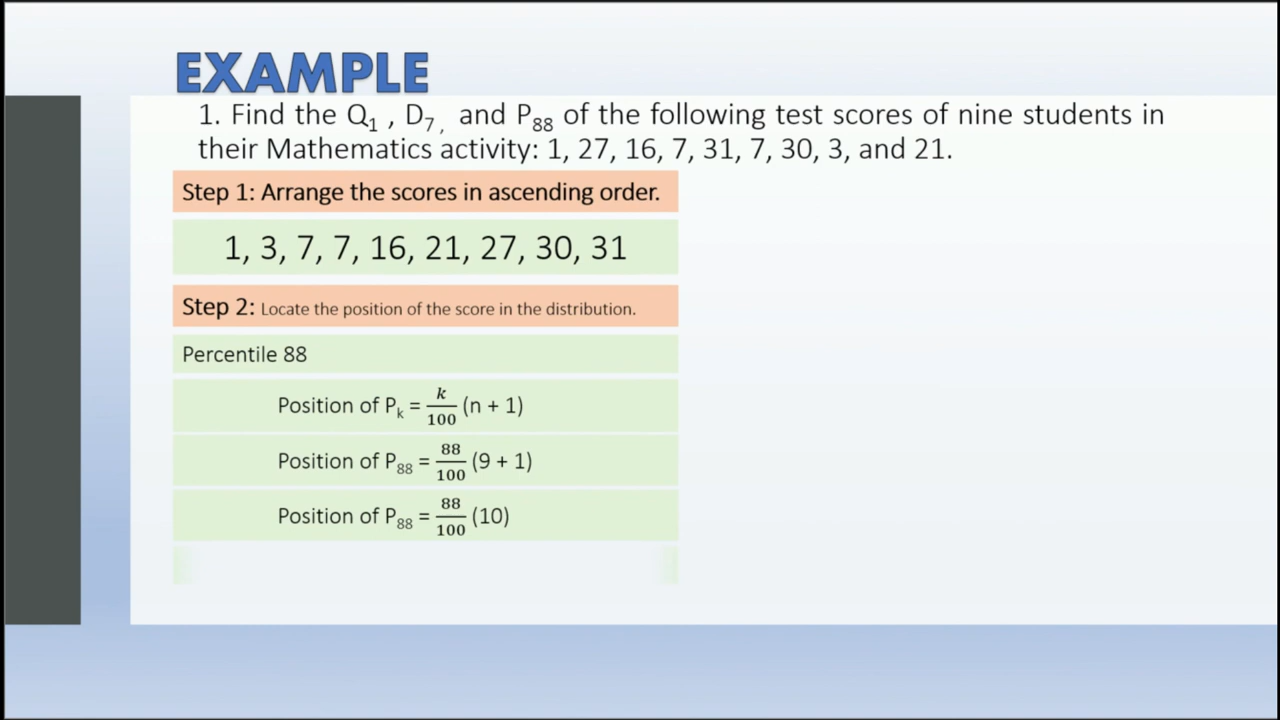 EXAMPLE
1. Find the Q₁ , D₇ , and P₈₈ of the following test scores of nine students in
their Mathematics activity: 1, 27, 16, 7, 31, 7, 30, 3, and 21.
Step 1: Arrange the scores in ascending order.
1, 3, 7, 7, 16, 21, 27, 30, 31
Step 2: Locate the position of the score in the distribution.
Percentile 88
Position of Pₖ = k/100 (n + 1)
Position of P₈₈ = 88/100 (9 + 1)
Position of P₈₈ = 88/100 (10)